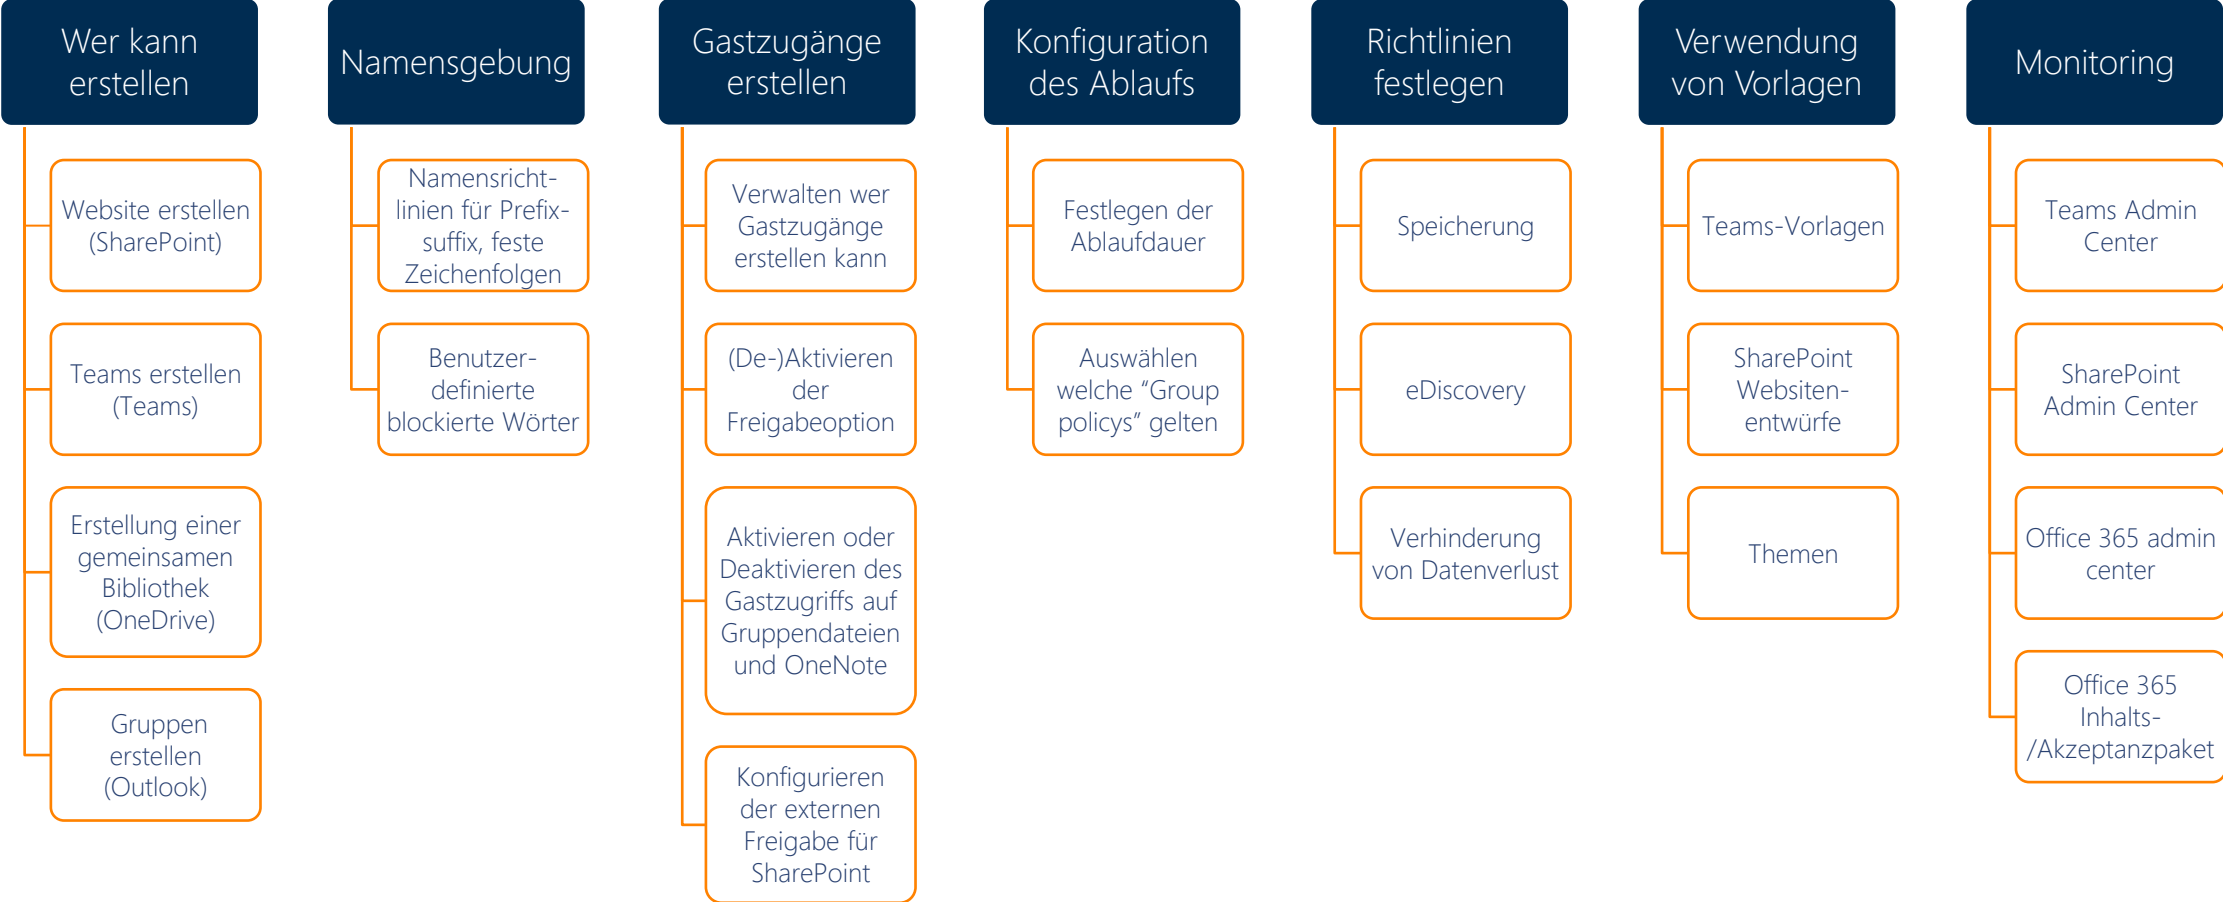 Wer kann
erstellen
Website erstellen
(SharePoint)
Teams erstellen
(Teams)
Erstellung einer
gemeinsamen
Bibliothek
(OneDrive)
Gruppen
erstellen
(Outlook)
Namensgebung
Namensricht-
linien für Prefix-
suffix, feste
Zeichenfolgen
Benutzer-
definierte
blockierte Wörter
Gastzugänge
erstellen
Verwalten wer
Gastzugänge
erstellen kann
(De-)Aktivieren
der
Freigabeoption
Aktivieren oder
Deaktivieren des
Gastzugriffs auf
Gruppendateien
und OneNote
Konfigurieren
der externen
Freigabe für
SharePoint
Konfiguration
des Ablaufs
Festlegen der
Ablaufdauer
Auswählen
welche “Group
policys” gelten
Richtlinien
festlegen
Speicherung
eDiscovery
Verhinderung
von Datenverlust
Verwendung
von Vorlagen
Teams-Vorlagen
SharePoint
Websiten-
entwürfe
Themen
Monitoring
Teams Admin
Center
SharePoint
Admin Center
Office 365 admin
center
Office 365
Inhalts-
/Akzeptanzpaket